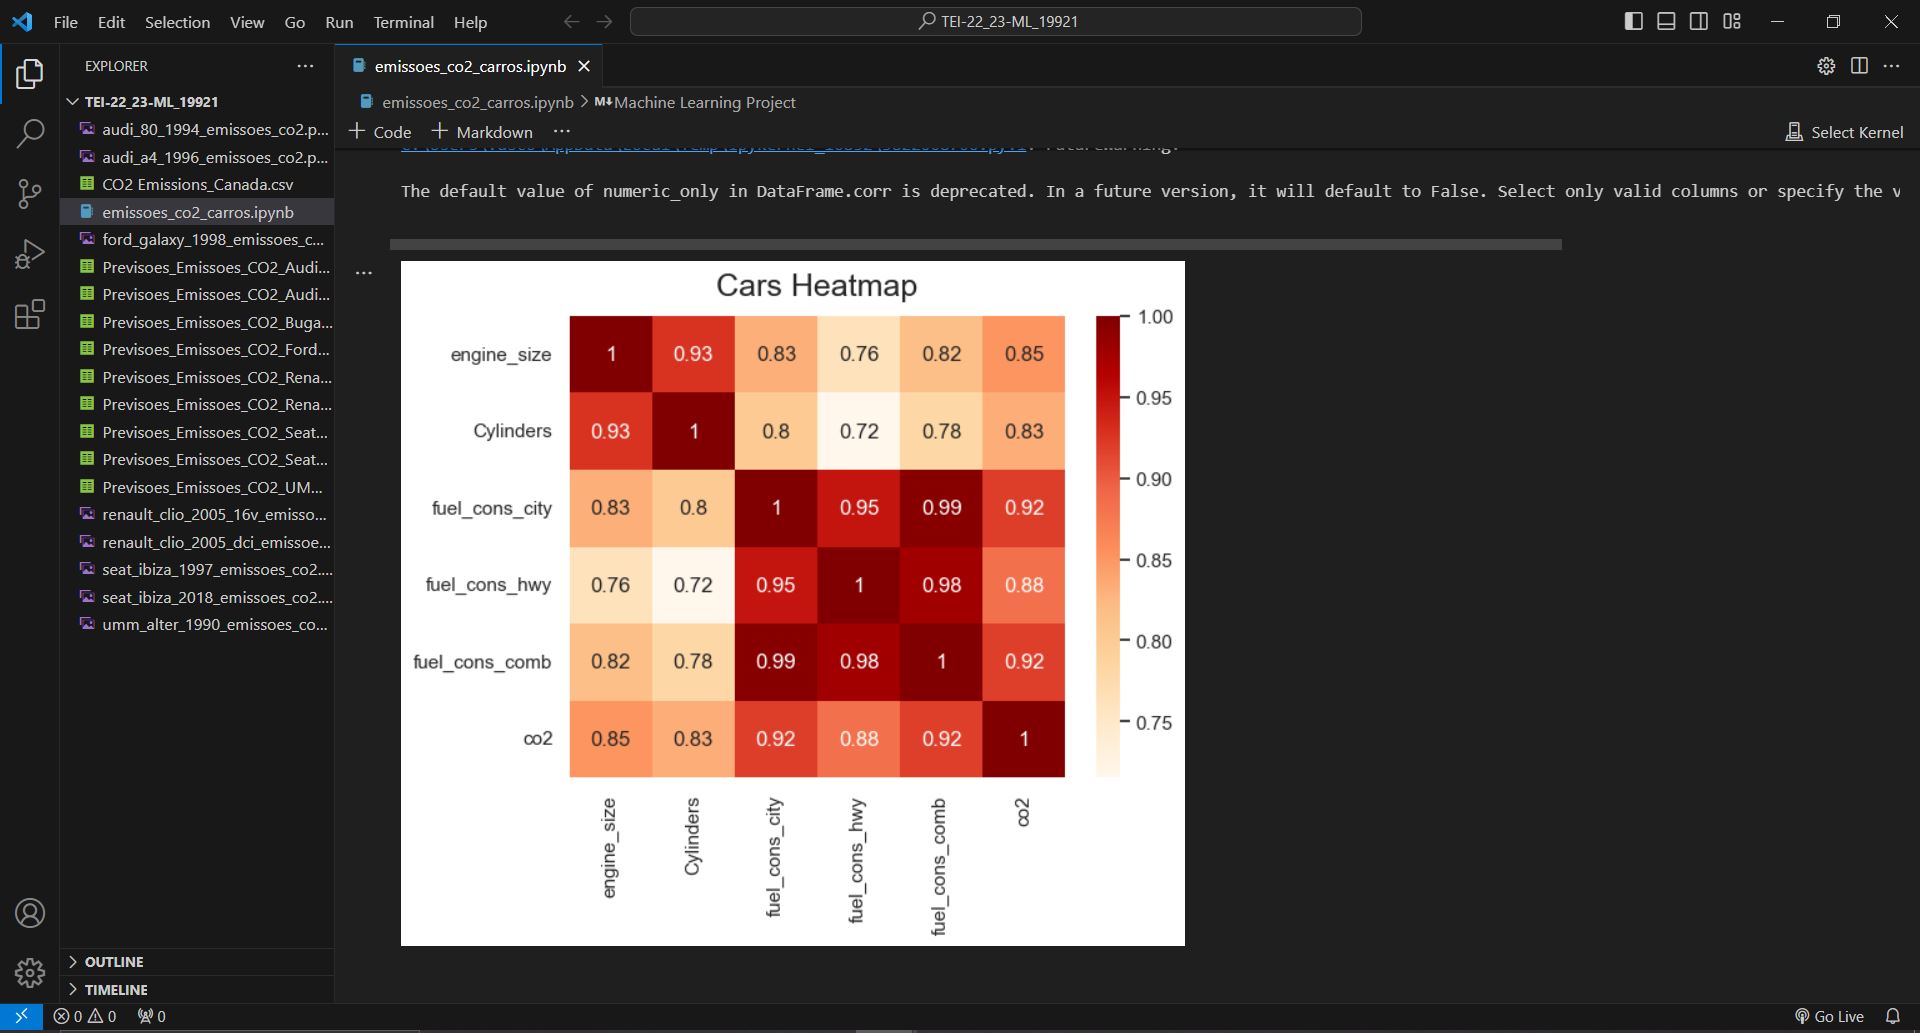 File Edit Selection View Go Run Terminal Help
TEI-22_23-ML_19921
EXPLORER
TEI-22_23-ML_19921
audi_80_1994_emissoes_co2.p...
audi_a4_1996_emissoes_co2.p...
CO2 Emissions_Canada.csv
emissoes_co2_carros.ipynb
ford_galaxy_1998_emissoes_c...
Previsoes_Emissoes_CO2_Audi...
Previsoes_Emissoes_CO2_Audi...
Previsoes_Emissoes_CO2_Buga...
Previsoes_Emissoes_CO2_Ford...
Previsoes_Emissoes_CO2_Rena...
Previsoes_Emissoes_CO2_Rena...
Previsoes_Emissoes_CO2_Seat...
Previsoes_Emissoes_CO2_Seat...
Previsoes_Emissoes_CO2_UM...
renault_clio_2005_16v_emisso...
renault_clio_2005_dci_emissoe...
seat_ibiza_1997_emissoes_co2....
seat_ibiza_2018_emissoes_co2....
umm_alter_1990_emissoes_co...
OUTLINE
TIMELINE
emissoes_co2_carros.ipynb
emissoes_co2_carros.ipynb > M↓ Machine Learning Project
+ Code + Markdown ...
Select Kernel
The default value of numeric_only in DataFrame.corr is deprecated. In a future version, it will default to False. Select only valid columns or specify the v
Cars Heatmap
engine_size 1 0.93 0.83 0.76 0.82 0.85
Cylinders 0.93 1 0.8 0.72 0.78 0.83
fuel_cons_city 0.83 0.8 1 0.95 0.99 0.92
fuel_cons_hwy 0.76 0.72 0.95 1 0.98 0.88
fuel_cons_comb 0.82 0.78 0.99 0.98 1 0.92
co2 0.85 0.83 0.92 0.88 0.92 1
engine_size Cylinders fuel_cons_city fuel_cons_hwy fuel_cons_comb co2
1.00
0.95
0.90
0.85
0.80
0.75
0 0 0
Go Live